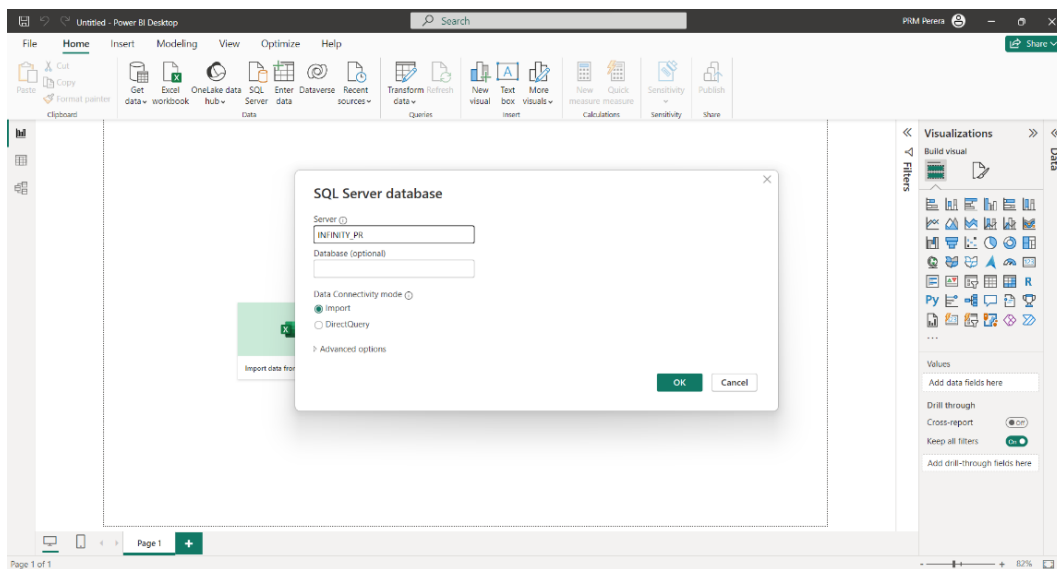 Untitled - Power BI Desktop
Search
PRM Perera
File Home Insert Modeling View Optimize Help
Share
Paste
Cut
Copy
Format painter
Clipboard
Get data
Excel workbook
OneLake data hub
SQL Server
Enter data
Dataverse
Recent sources
Data
Transform data
Refresh
Queries
New visual
Text box
More visuals
Insert
New measure
Quick measure
Calculations
Sensitivity
Sensitivity
Publish
Share
SQL Server database
Server
INFINITY_PR
Database (optional)
Data Connectivity mode
Import
DirectQuery
Advanced options
OK Cancel
Import data from
Filters
Visualizations
Build visual
R
Py
...
Values
Add data fields here
Drill through
Cross-report Off
Keep all filters On
Add drill-through fields here
Data
Page 1 +
Page 1 of 1
- + 82%